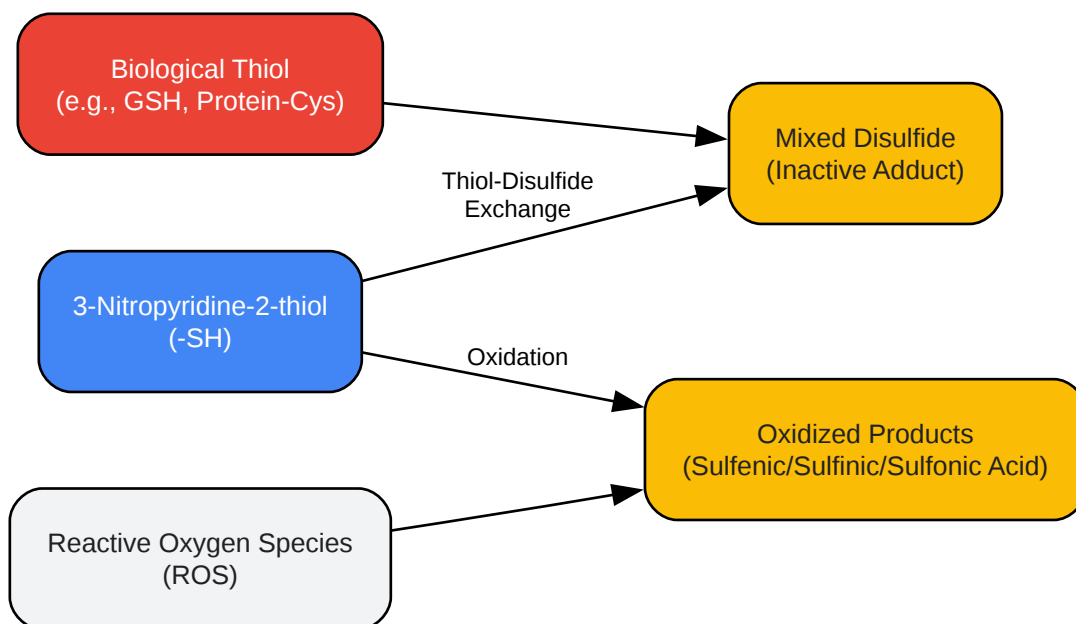 Biological Thiol
(e.g., GSH, Protein-Cys)
Mixed Disulfide
(Inactive Adduct)
Thiol-Disulfide
Exchange
3-Nitropyridine-2-thiol
(-SH)
Oxidation
Oxidized Products
(Sulfenic/Sulfinic/Sulfonic Acid)
Reactive Oxygen Species
(ROS)